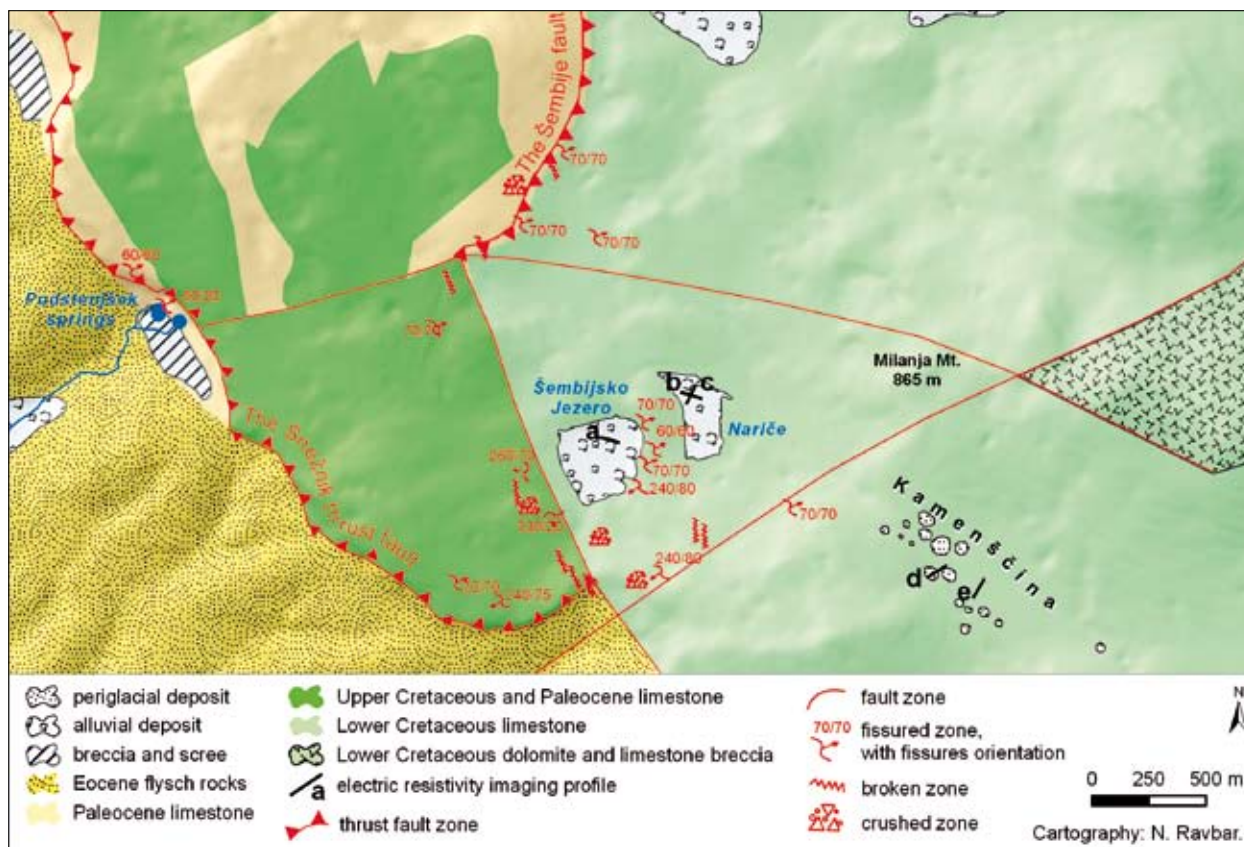 The Šembije fault
70/70
70/70
70/70
60/60
Podstenjšek
springs
Milanja Mt.
865 m
b c
Šembijsko
Jezero
70/70
a
Nariče
60/60
70/70
240/80
The Snežnik thrust fault
70/70
Kamenščina
240/80
d
e
240/75
periglacial deposit
alluvial deposit
breccia and scree
Eocene flysch rocks
Paleocene limestone
Upper Cretaceous and Paleocene limestone
Lower Cretaceous limestone
Lower Cretaceous dolomite and limestone breccia
a electric resistivity imaging profile
thrust fault zone
fault zone
70/70 fissured zone,
with fissures orientation
broken zone
crushed zone
N
0 250 500 m
Cartography: N. Ravbar.